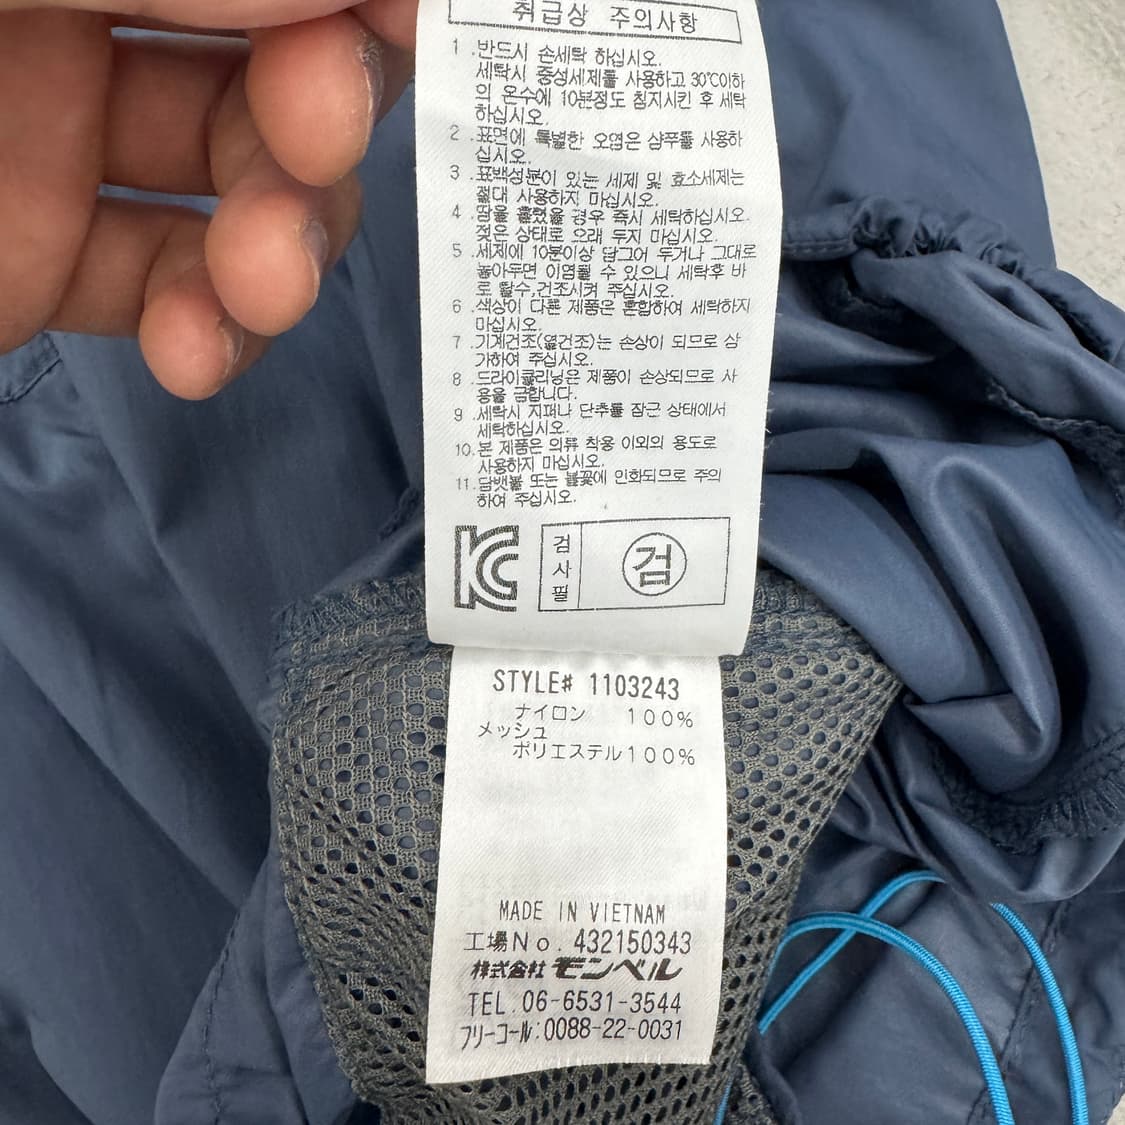 취급상 주의사항
1.반드시 손세탁 하십시오.
세탁시 중성세제를 사용하고 30℃이하
의 온수에 10분정도 침지시킨 후 세탁
하십시오.
2.표면에 특별한 오염은 샴푸를 사용하
십시오.
3.표백성분이 있는 세제 및 효소세제는
절대 사용하지 마십시오.
4.땀을 흘렸을 경우 즉시 세탁하십시오.
젖은 상태로 오래 두지 마십시오.
5.세제에 10분이상 담그어 두거나 그대로
놓아두면 이염될 수 있으니 세탁후 바
로 탈수,건조시켜 주십시오.
6.색상이 다른 제품은 혼합하여 세탁하지
마십시오.
7.기계건조(열건조)는 손상이 되므로 삼
가하여 주십시오.
8.드라이클리닝은 제품이 손상되므로 사
용을 금합니다.
9.세탁시 지퍼나 단추를 잠근 상태에서
세탁하십시오.
10.본 제품은 의류 착용 이외의 용도로
사용하지 마십시오.
11.담뱃불 또는 불꽃에 인화되므로 주의
하여 주십시오.
검사필 검
STYLE# 1103243
ナイロン 100%
メッシュ
ポリエステル100%
MADE IN VIETNAM
工場No. 432150343
株式会社 モンベル
TEL.06-6531-3544
フリーコール:0088-22-0031